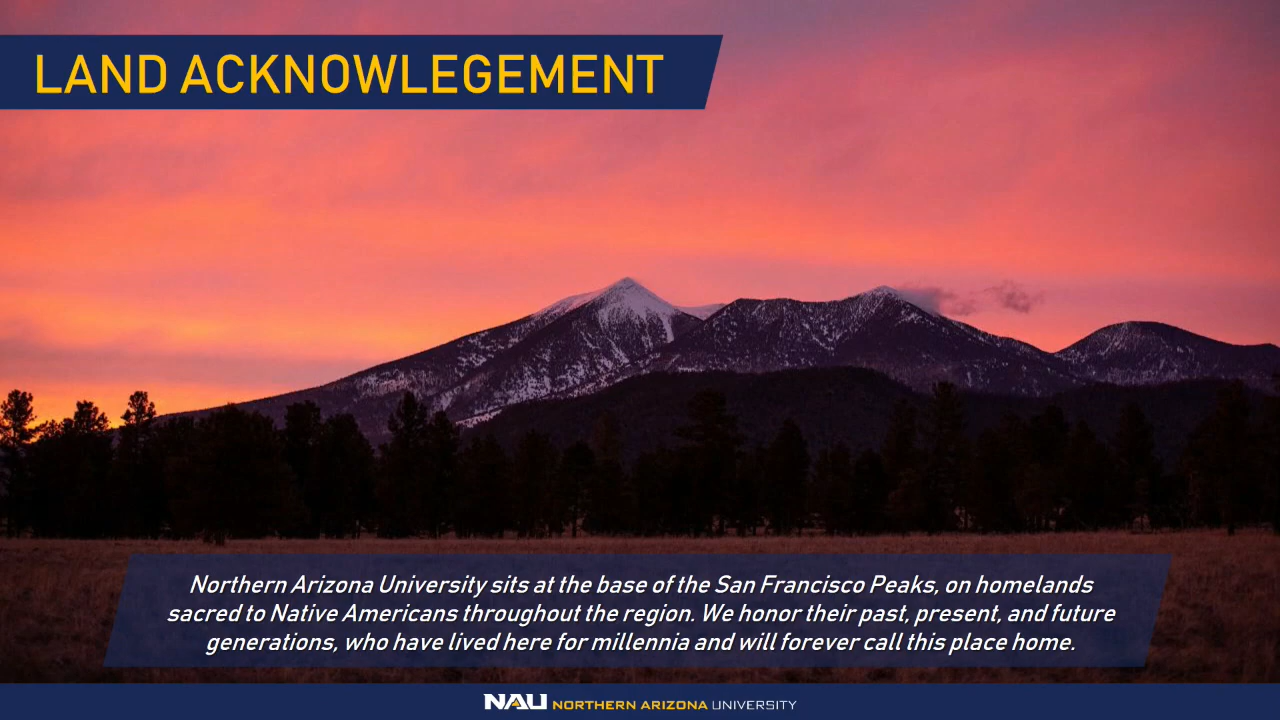 LAND ACKNOWLEGEMENT
Northern Arizona University sits at the base of the San Francisco Peaks, on homelands
sacred to Native Americans throughout the region. We honor their past, present, and future
generations, who have lived here for millennia and will forever call this place home.
NAU NORTHERN ARIZONA UNIVERSITY